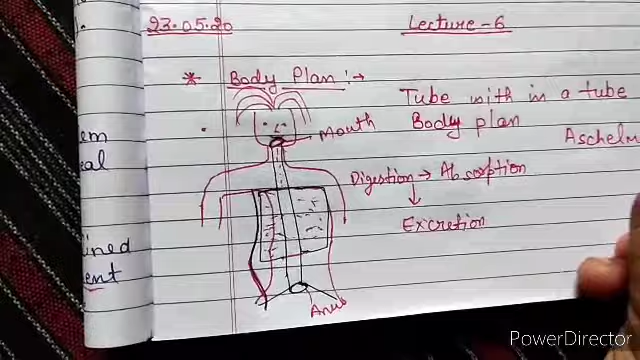 23.05.20
Lecture-6
* Body Plan :→
Tube with in a tube
Body plan
Aschelm
Mouth
Digestion → Absorption
↓
Excretion
Anus
em
al
ined
ent
PowerDirector